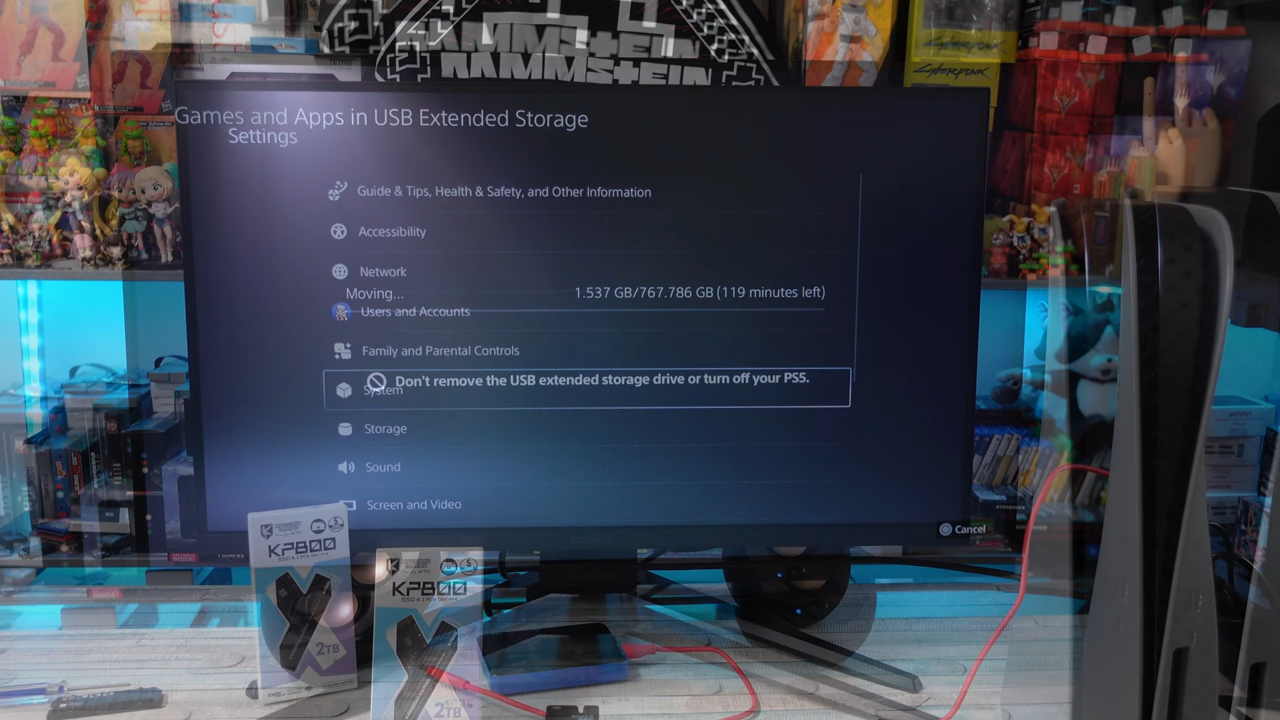 RAMMSTEIN
RAMMSTEIN
Games and Apps in USB Extended Storage
Settings
Guide & Tips, Health & Safety, and Other Information
Accessibility
Network
Moving... 1.537 GB/767.786 GB (119 minutes left)
Users and Accounts
Family and Parental Controls
Don't remove the USB extended storage drive or turn off your PS5.
System
Storage
Sound
Screen and Video
Cancel
KP800
2TB
KP800
2TB
CYBERPUNK
CYBERPUNK